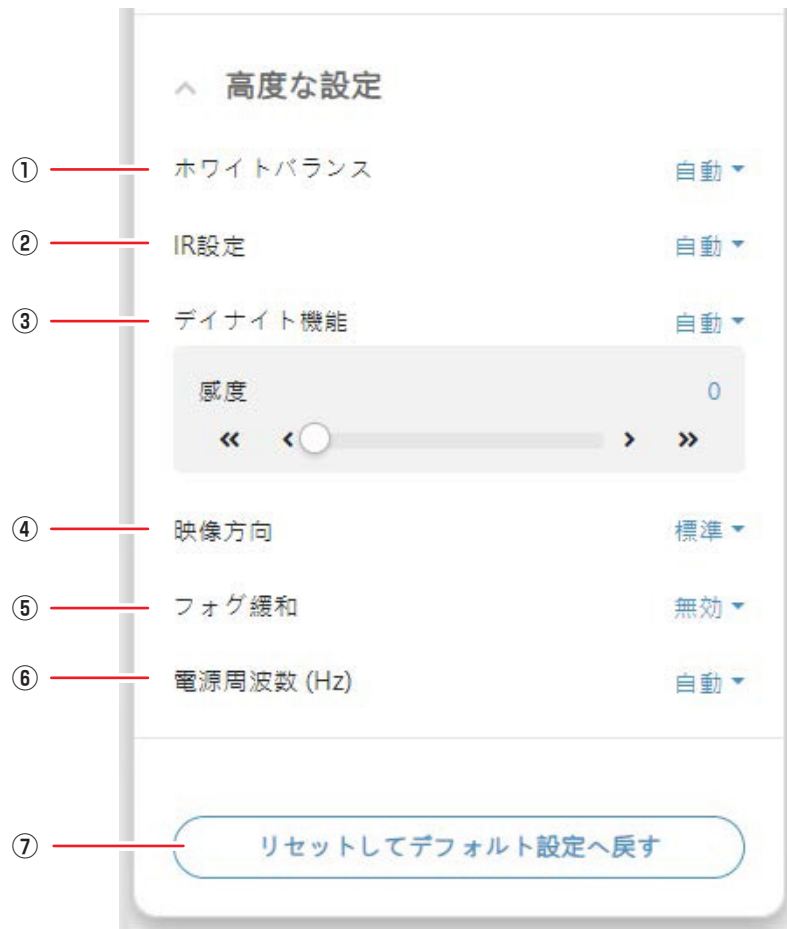 高度な設定
① ホワイトバランス 自動
② IR設定 自動
③ デイナイト機能 自動
感度 0
④ 映像方向 標準
⑤ フォグ緩和 無効
⑥ 電源周波数 (Hz) 自動
⑦ リセットしてデフォルト設定へ戻す